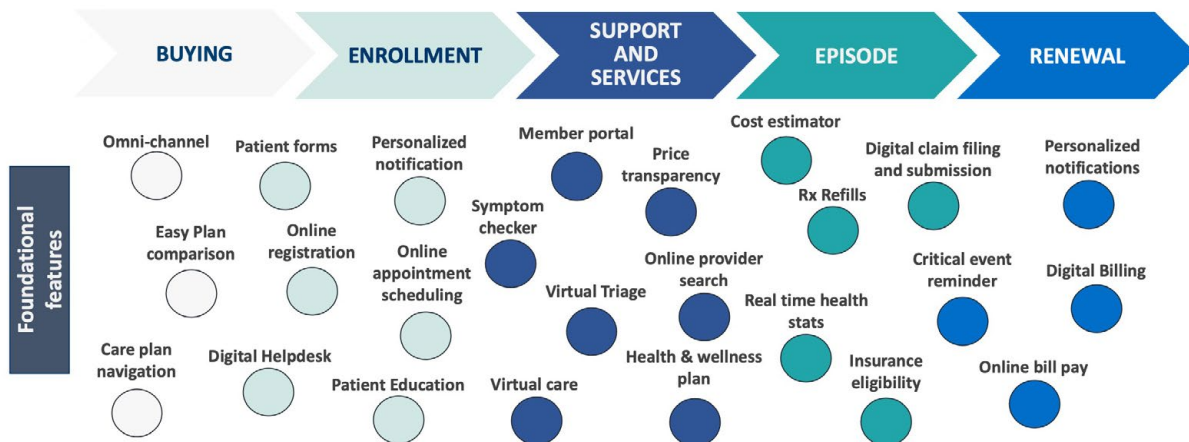 BUYING
ENROLLMENT
SUPPORT
AND
SERVICES
EPISODE
RENEWAL
Foundational
features
Omni-channel
Easy Plan
comparison
Care plan
navigation
Patient forms
Online
registration
Digital Helpdesk
Personalized
notification
Online
appointment
scheduling
Patient Education
Symptom
checker
Member portal
Virtual Triage
Virtual care
Price
transparency
Online provider
search
Health & wellness
plan
Cost estimator
Rx Refills
Real time health
stats
Digital claim filing
and submission
Insurance
eligibility
Critical event
reminder
Personalized
notifications
Digital Billing
Online bill pay